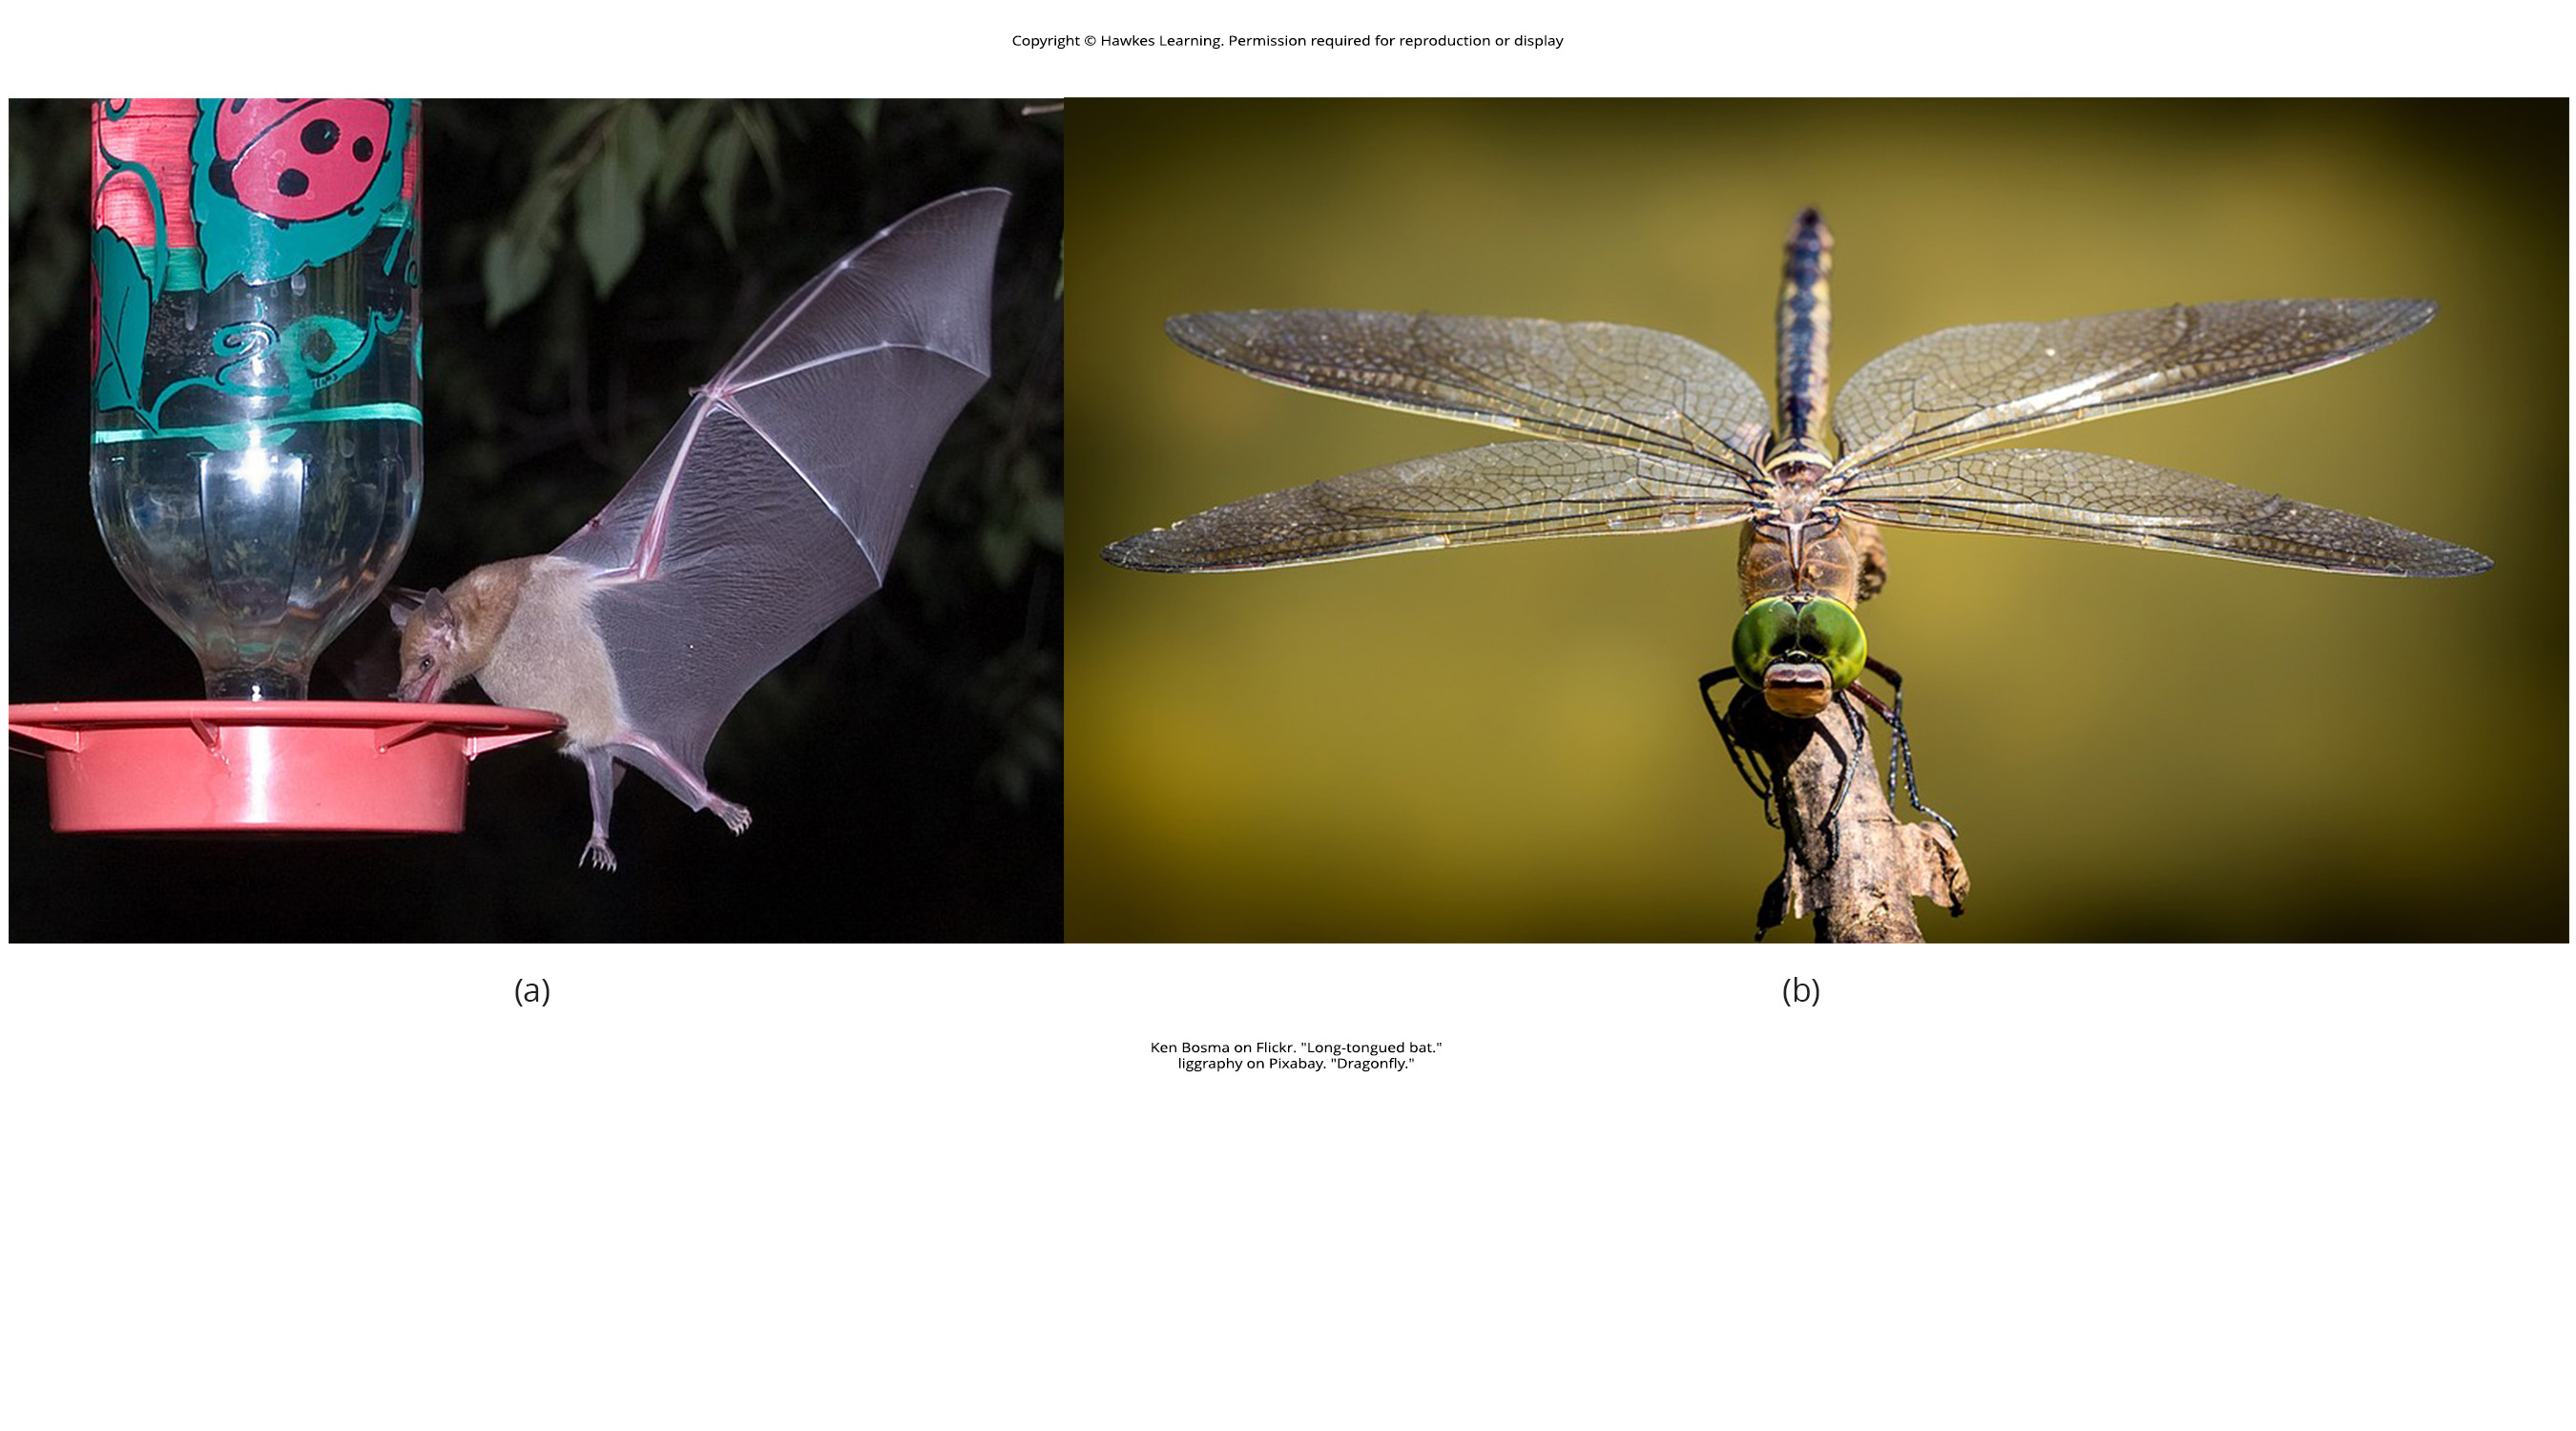 Copyright © Hawkes Learning. Permission required for reproduction or display
(a)
(b)
Ken Bosma on Flickr. "Long-tongued bat."
liggraphy on Pixabay. "Dragonfly."